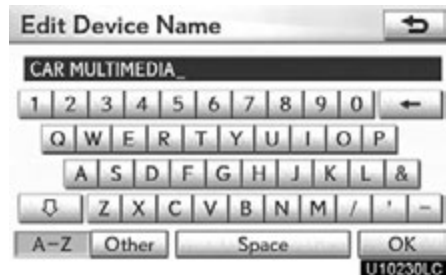 Edit Device Name
CAR MULTIMEDIA_
1 2 3 4 5 6 7 8 9 0 ←
Q W E R T Y U I O P
A S D F G H J K L &
Z X C V B N M / ' -
A-Z Other Space OK
U10230LC